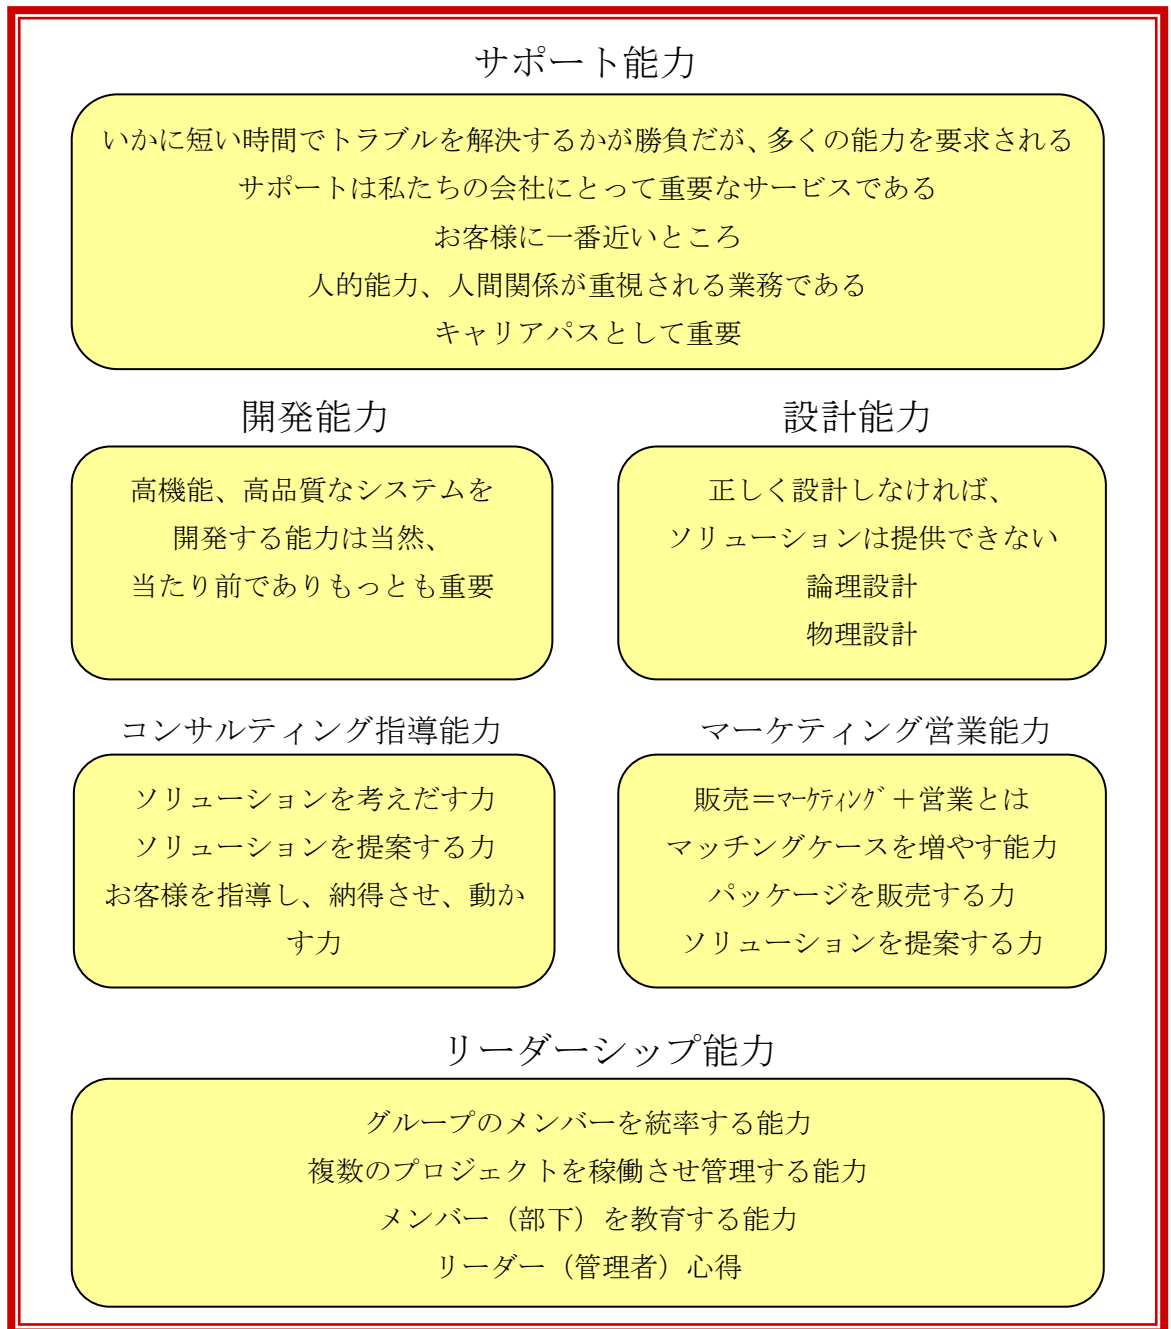 サポート能力
いかに短い時間でトラブルを解決するかが勝負だが、多くの能力を要求される
サポートは私たちの会社にとって重要なサービスである
お客様に一番近いところ
人的能力、人間関係が重視される業務である
キャリアパスとして重要
開発能力
高機能、高品質なシステムを
開発する能力は当然、
当たり前でありもっとも重要
設計能力
正しく設計しなければ、
ソリューションは提供できない
論理設計
物理設計
コンサルティング指導能力
ソリューションを考えだす力
ソリューションを提案する力
お客様を指導し、納得させ、動か
す力
マーケティング営業能力
販売＝ﾏｰｹﾃｨﾝｸﾞ＋営業とは
マッチングケースを増やす能力
パッケージを販売する力
ソリューションを提案する力
リーダーシップ能力
グループのメンバーを統率する能力
複数のプロジェクトを稼働させ管理する能力
メンバー（部下）を教育する能力
リーダー（管理者）心得